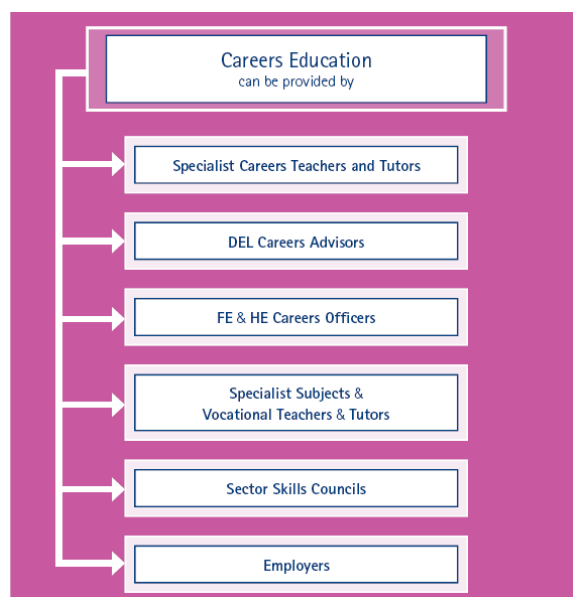 Careers Education
can be provided by
Specialist Careers Teachers and Tutors
DEL Careers Advisors
FE & HE Careers Officers
Specialist Subjects &
Vocational Teachers & Tutors
Sector Skills Councils
Employers